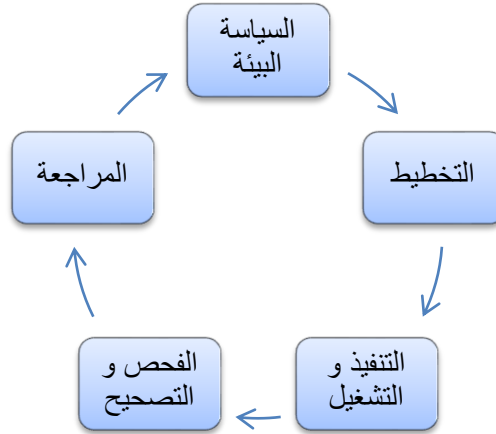 السياسة
البيئة
التخطيط
التنفيذ و
التشغيل
الفحص و
التصحيح
المراجعة